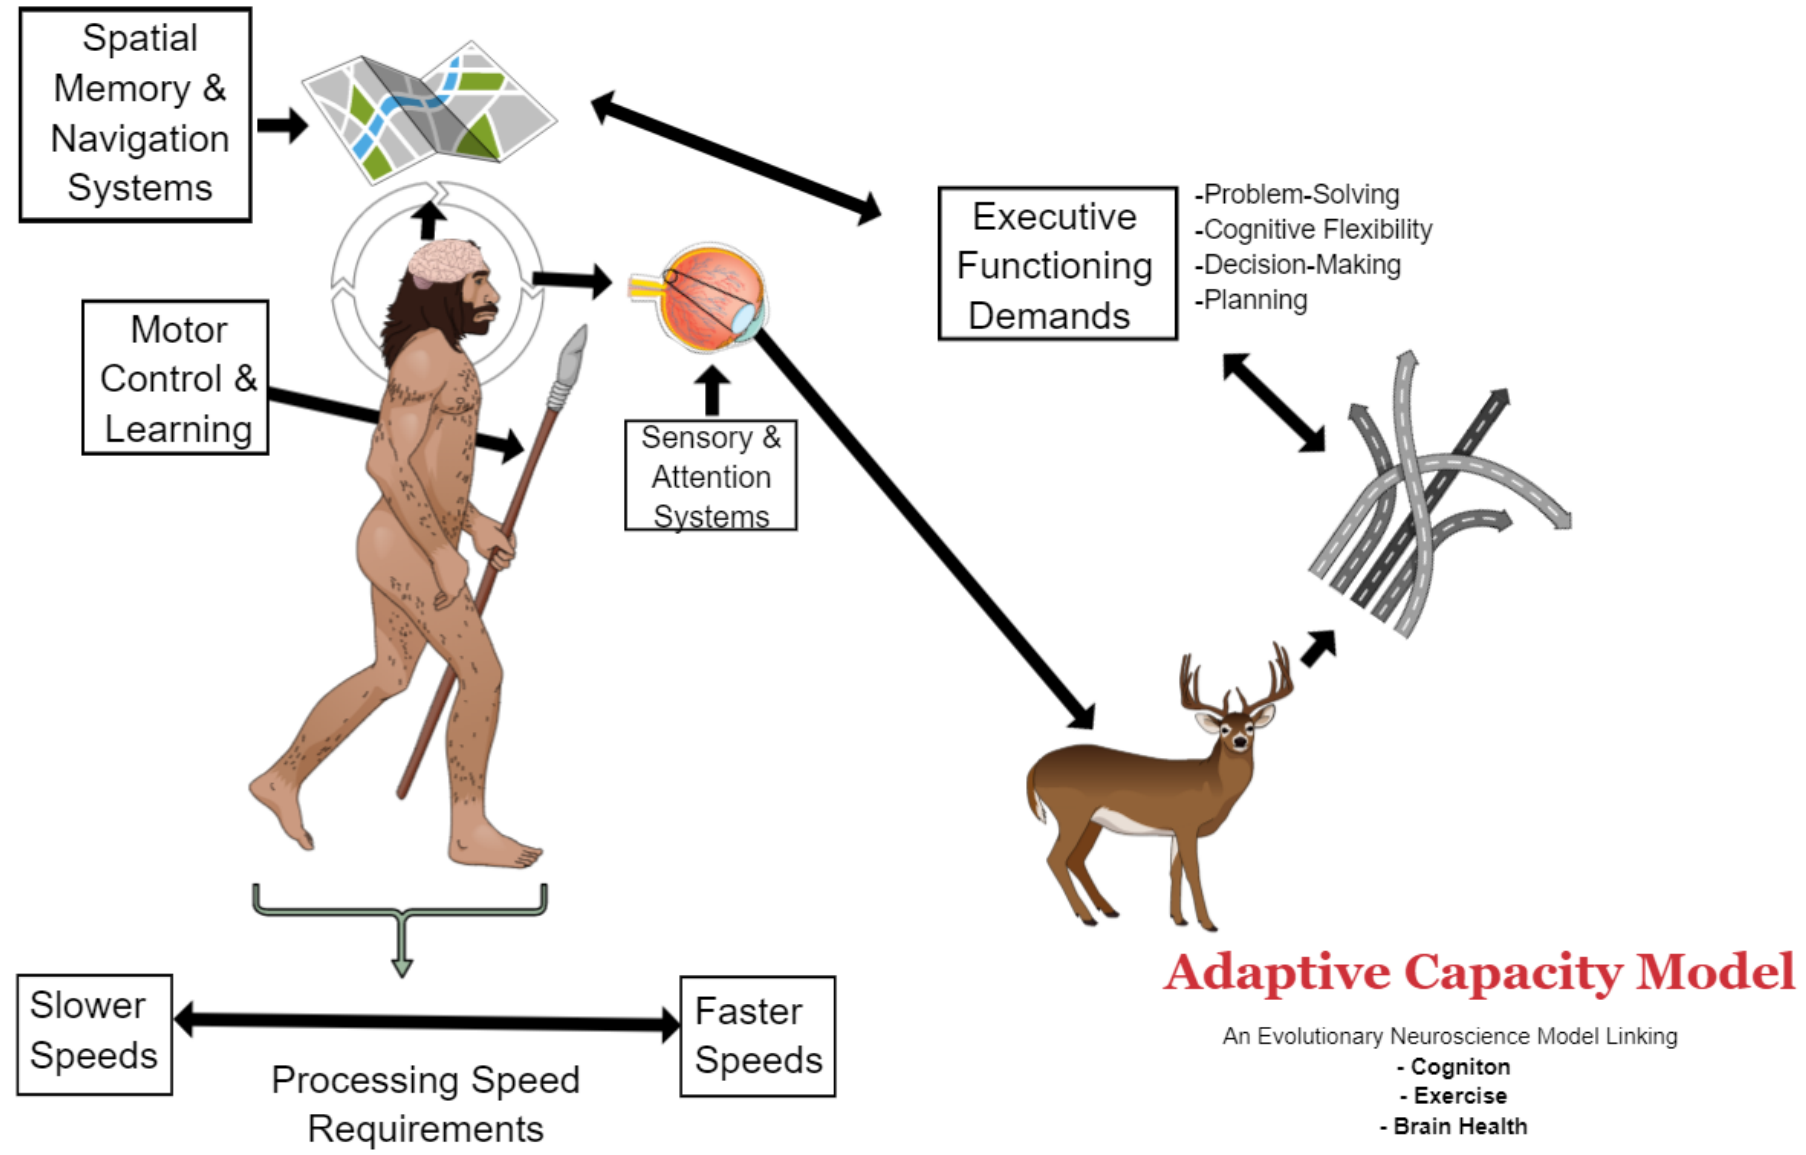 Spatial
Memory &
Navigation
Systems
Executive
Functioning
Demands
-Problem-Solving
-Cognitive Flexibility
-Decision-Making
-Planning
Motor
Control &
Learning
Sensory &
Attention
Systems
Slower
Speeds
Faster
Speeds
Processing Speed
Requirements
Adaptive Capacity Model
An Evolutionary Neuroscience Model Linking
- Cogniton
- Exercise
- Brain Health